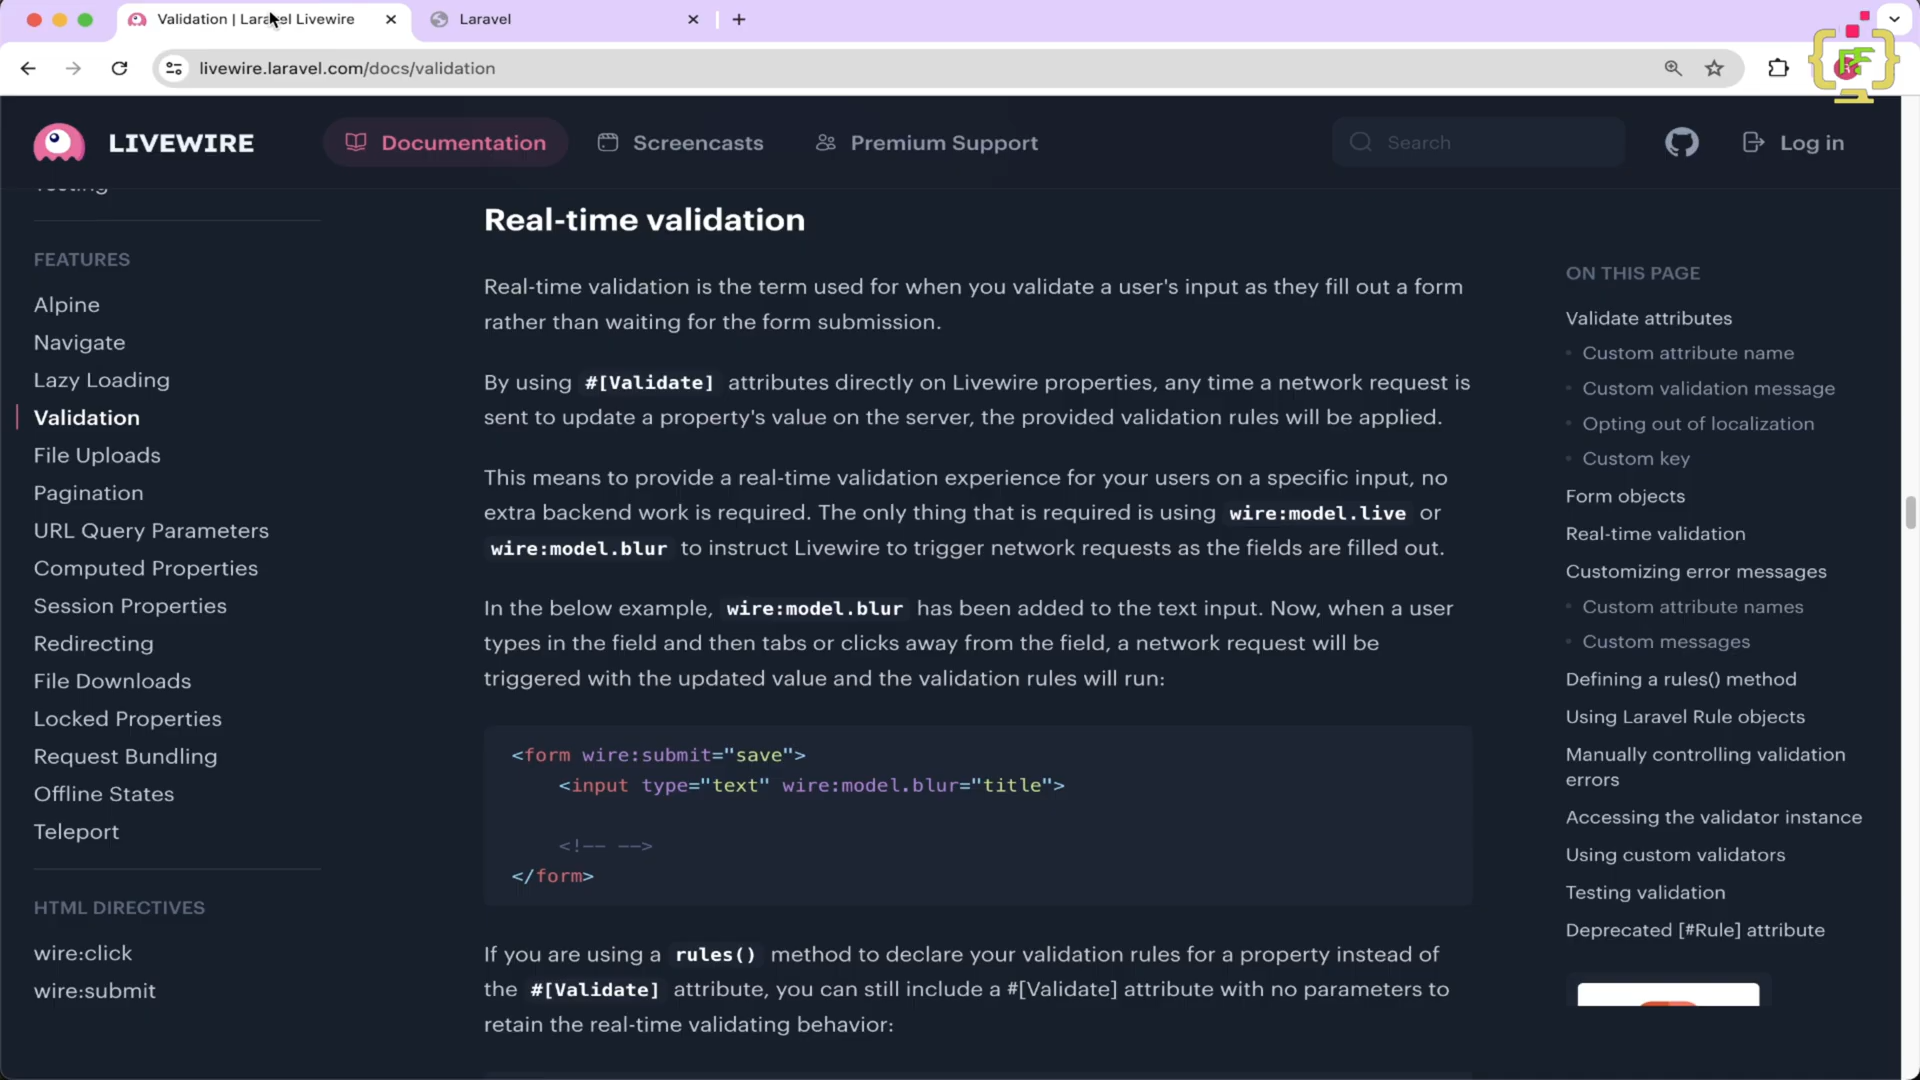 Validation | Laravel Livewire
Laravel
livewire.laravel.com/docs/validation
LIVEWIRE
Documentation
Screencasts
Premium Support
Search
Log in
Testing
FEATURES
Alpine
Navigate
Lazy Loading
Validation
File Uploads
Pagination
URL Query Parameters
Computed Properties
Session Properties
Redirecting
File Downloads
Locked Properties
Request Bundling
Offline States
Teleport
HTML DIRECTIVES
wire:click
wire:submit
Real-time validation
Real-time validation is the term used for when you validate a user's input as they fill out a form
rather than waiting for the form submission.
By using #[Validate] attributes directly on Livewire properties, any time a network request is
sent to update a property's value on the server, the provided validation rules will be applied.
This means to provide a real-time validation experience for your users on a specific input, no
extra backend work is required. The only thing that is required is using wire:model.live or
wire:model.blur to instruct Livewire to trigger network requests as the fields are filled out.
In the below example, wire:model.blur has been added to the text input. Now, when a user
types in the field and then tabs or clicks away from the field, a network request will be
triggered with the updated value and the validation rules will run:
<form wire:submit="save">
<input type="text" wire:model.blur="title">
<!-- -->
</form>
If you are using a rules() method to declare your validation rules for a property instead of
the #[Validate] attribute, you can still include a #[Validate] attribute with no parameters to
retain the real-time validating behavior:
ON THIS PAGE
Validate attributes
Custom attribute name
Custom validation message
Opting out of localization
Custom key
Form objects
Real-time validation
Customizing error messages
Custom attribute names
Custom messages
Defining a rules() method
Using Laravel Rule objects
Manually controlling validation
errors
Accessing the validator instance
Using custom validators
Testing validation
Deprecated [#Rule] attribute